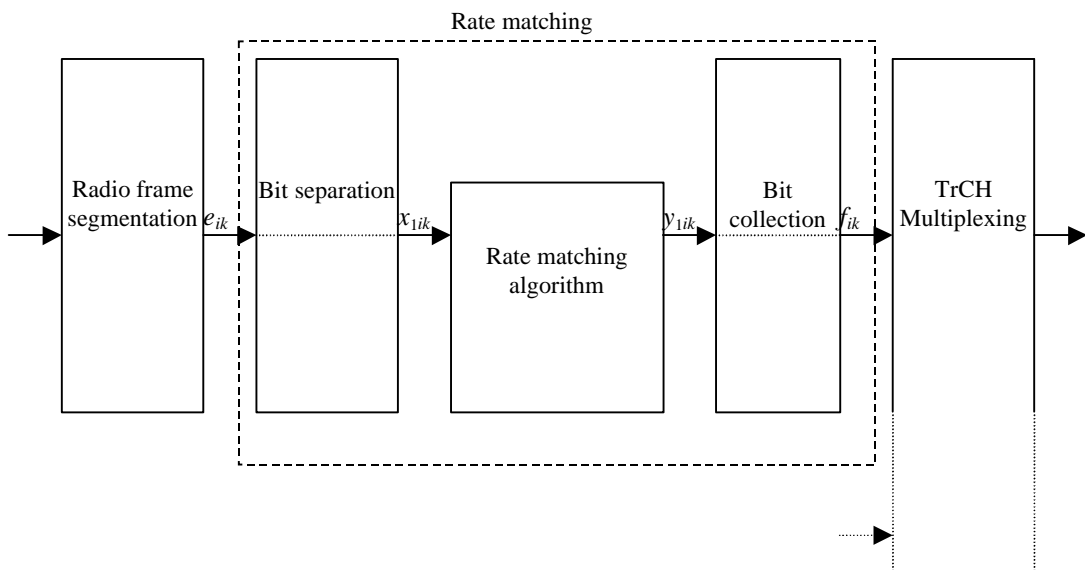 Rate matching
Radio frame
segmentation
e_ik
Bit separation
x_1ik
Rate matching
algorithm
y_1ik
Bit
collection
f_ik
TrCH
Multiplexing